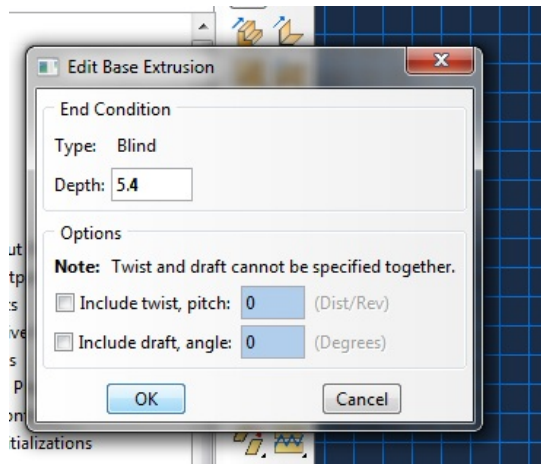 Edit Base Extrusion
End Condition
Type: Blind
Depth: 5.4
Options
Note: Twist and draft cannot be specified together.
Include twist, pitch: 0 (Dist/Rev)
Include draft, angle: 0 (Degrees)
OK Cancel